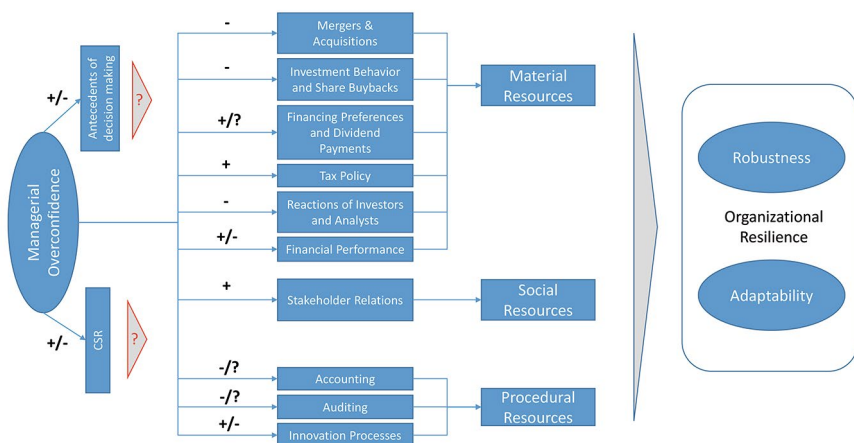 Managerial
Overconfidence
+/-
Antecedents of
decision making
?
+/-
CSR
?
-
Mergers &
Acquisitions
-
Investment Behavior
and Share Buybacks
+/?
Financing Preferences
and Dividend
Payments
+
Tax Policy
-
Reactions of Investors
and Analysts
+/-
Financial Performance
+
Stakeholder Relations
-/?
Accounting
-/?
Auditing
+/-
Innovation Processes
Material
Resources
Social
Resources
Procedural
Resources
Robustness
Organizational
Resilience
Adaptability